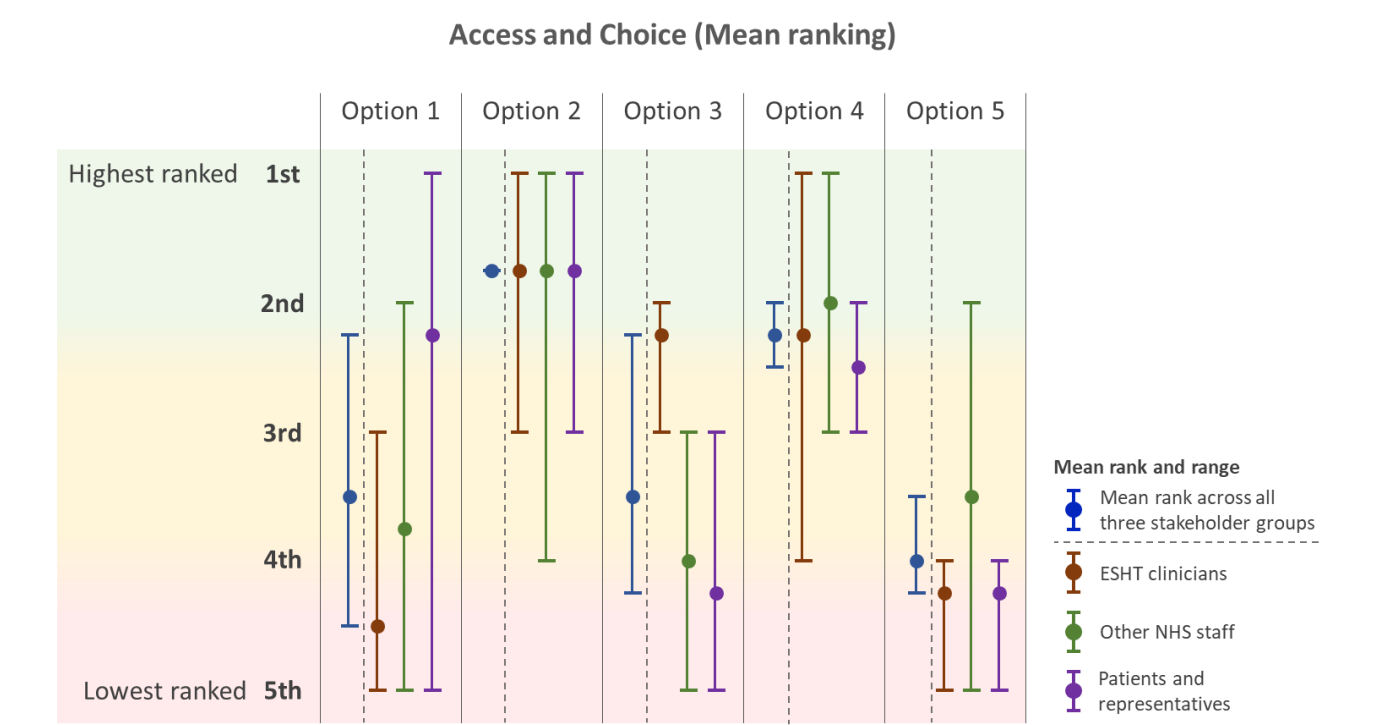 Access and Choice (Mean ranking)
Option 1
Option 2
Option 3
Option 4
Option 5
Highest ranked 1st
2nd
3rd
4th
Lowest ranked 5th
Mean rank and range
Mean rank across all
three stakeholder groups
ESHT clinicians
Other NHS staff
Patients and
representatives